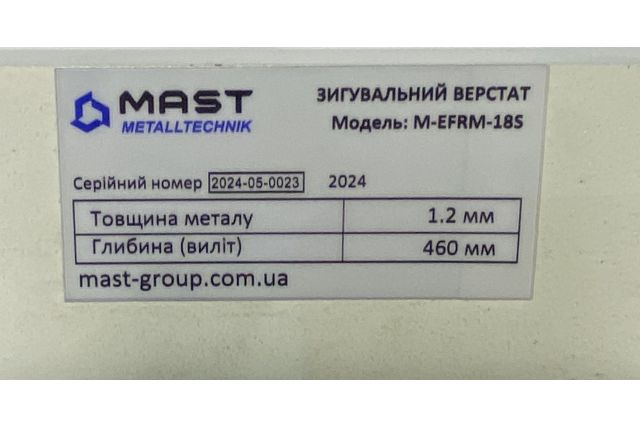 MAST
METALLTECHNIK
ЗИГУВАЛЬНИЙ ВЕРСТАТ
Модель: M-EFRM-18S
Серійний номер 2024-05-0023 2024
Товщина металу 1.2 мм
Глибина (виліт) 460 мм
mast-group.com.ua